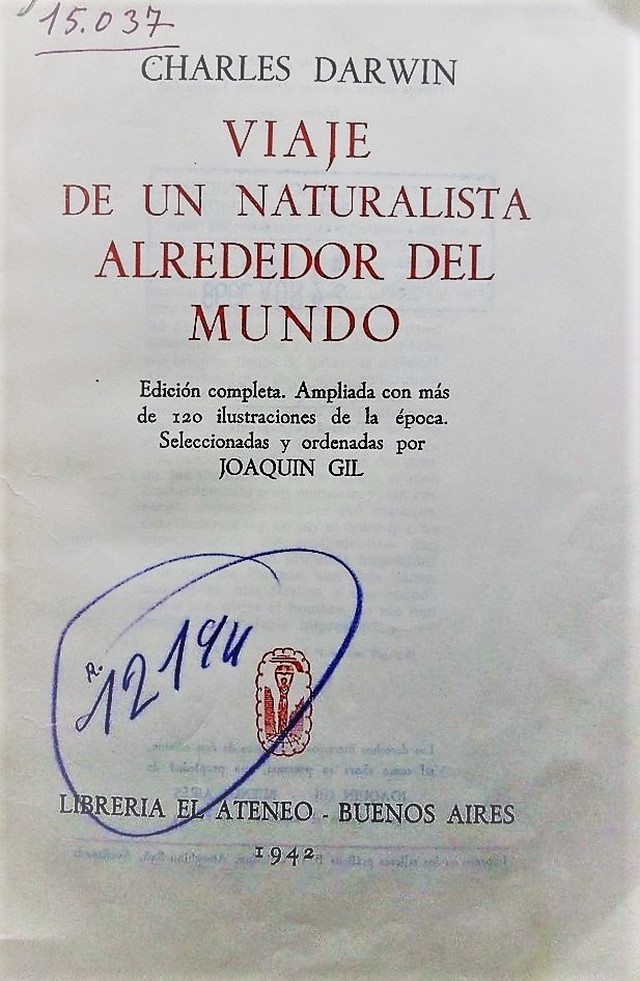 15.037
CHARLES DARWIN
VIAJE
DE UN NATURALISTA
ALREDEDOR DEL
MUNDO
Edición completa. Ampliada con más
de 120 ilustraciones de la época.
Seleccionadas y ordenadas por
JOAQUIN GIL
R.
LIBRERIA EL ATENEO - BUENOS AIRES
1942